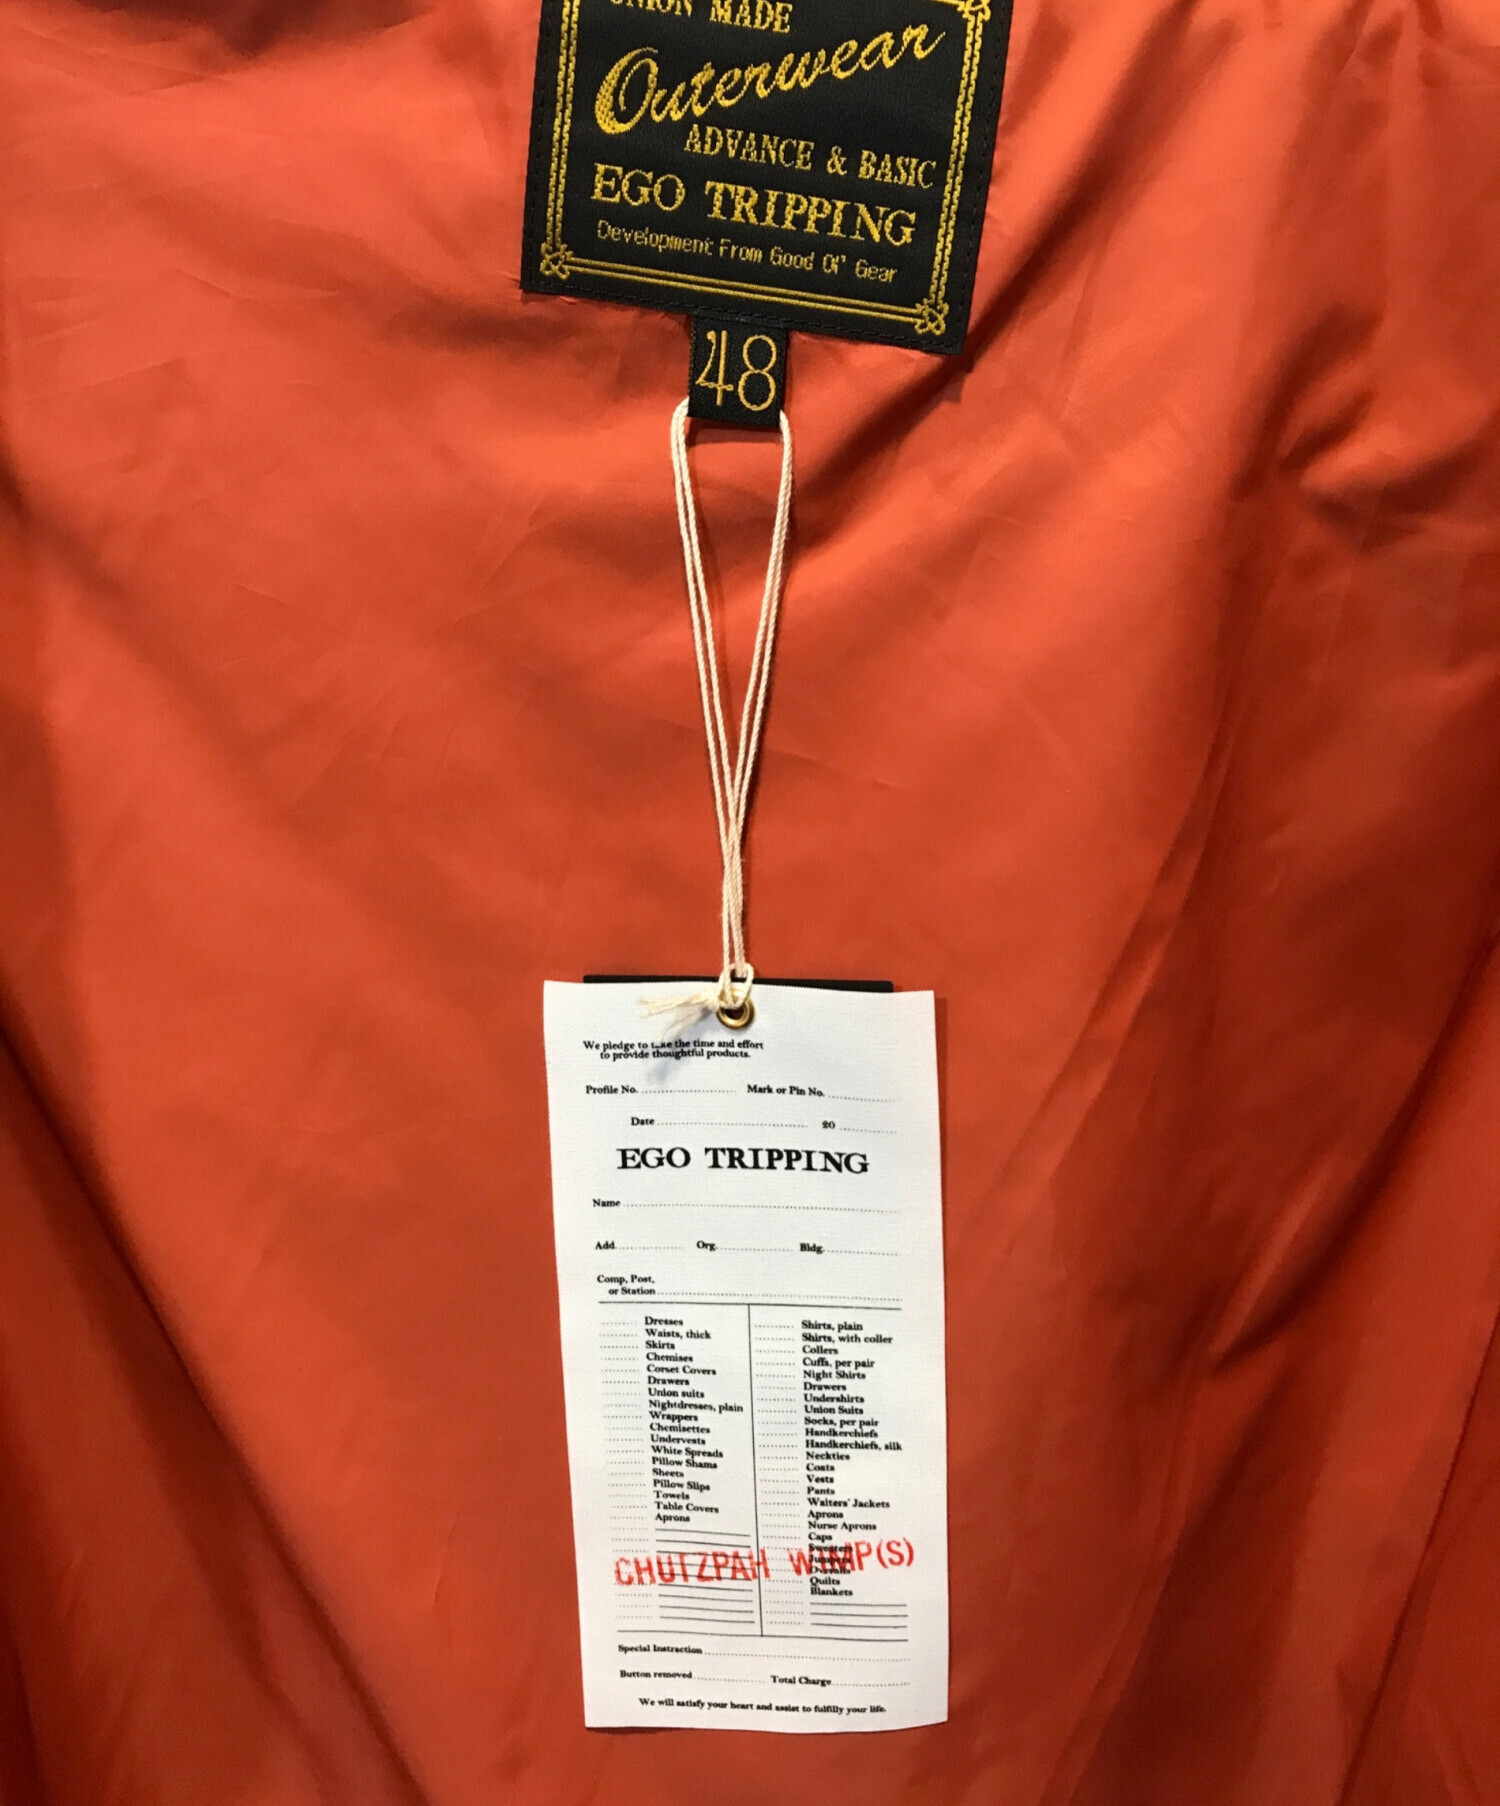 UNION MADE
Outerwear
ADVANCE & BASIC
EGO TRIPPING
Development From Good Ol' Gear
48
We pledge to take the time and effort
to provide thoughtful products.
Profile No. Mark or Pin No.
Date 20
EGO TRIPPING
Name
Add. Org. Bldg.
Comp, Post,
or Station
Dresses
Waists, thick
Skirts
Chemises
Corset Covers
Drawers
Union suits
Nightdresses, plain
Wrappers
Chemisettes
Undervests
White Spreads
Pillow Shams
Sheets
Pillow Slips
Towels
Table Covers
Aprons
Shirts, plain
Shirts, with coller
Collers
Cuffs, per pair
Night Shirts
Drawers
Undershirts
Union Suits
Socks, per pair
Handkerchiefs
Handkerchiefs, silk
Neckties
Coats
Vests
Pants
Waiters' Jackets
Aprons
Nurse Aprons
Caps
Sweaters
Jumpers
Overalls
Quilts
Blankets
CHUTZPAH WIMP(S)
Special Instraction
Button removed Total Charge
We will satisfy your heart and assist to fulfilly your life.